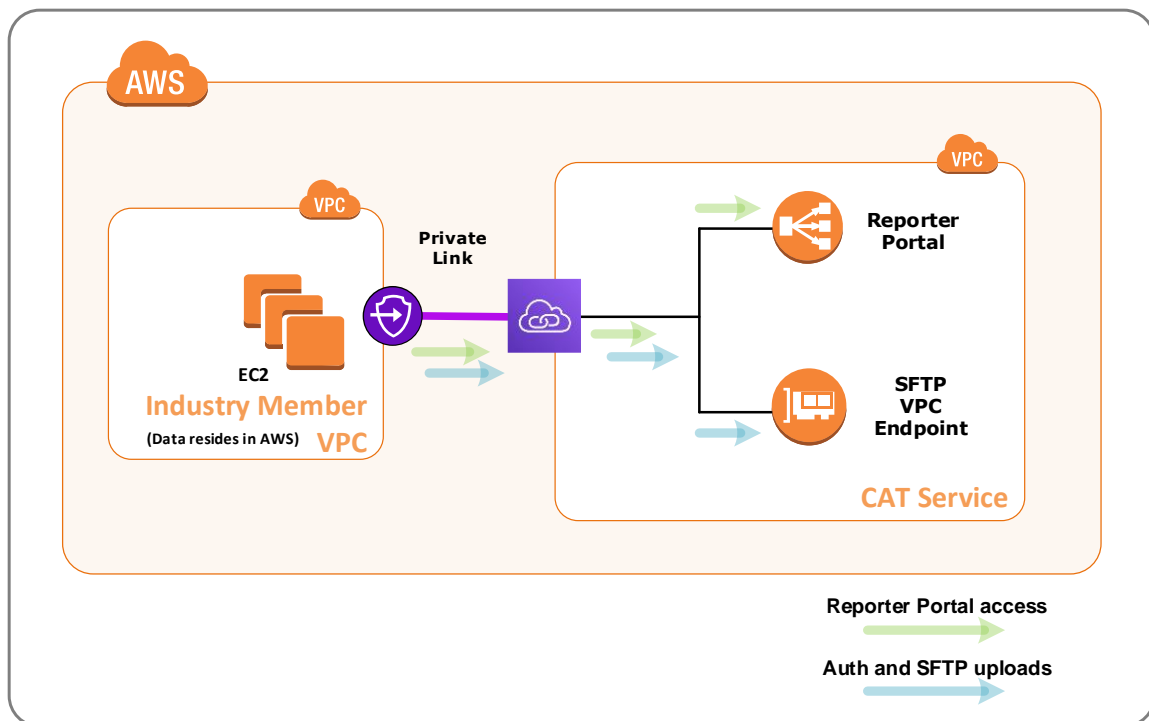 AWS
VPC
VPC
Private
Link
Reporter
Portal
EC2
Industry Member
(Data resides in AWS) VPC
SFTP
VPC
Endpoint
CAT Service
Reporter Portal access
Auth and SFTP uploads